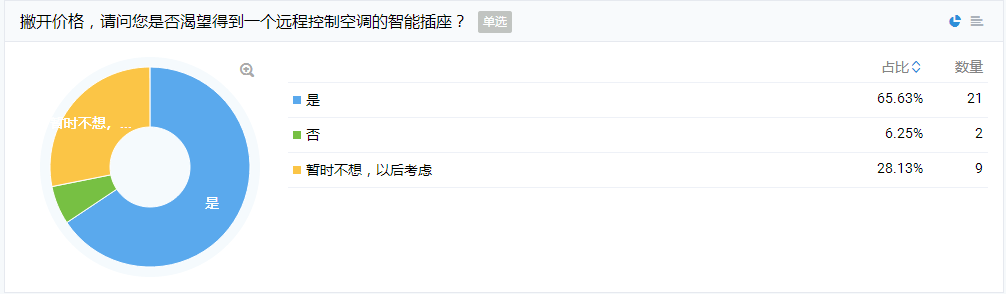 撇开价格，请问您是否渴望得到一个远程控制空调的智能插座？ 单选
占比 数量
是 65.63% 21
否 6.25% 2
暂时不想，以后考虑 28.13% 9
暂时不想，...
是